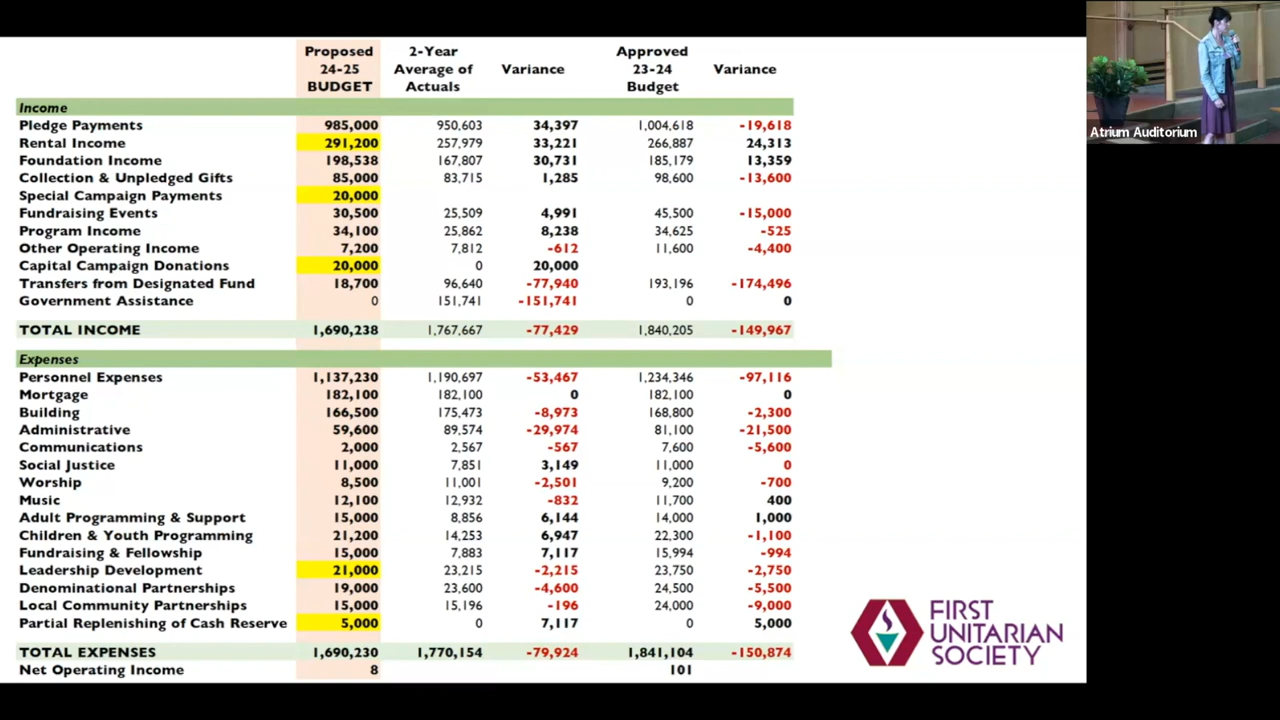 Proposed 24-25 BUDGET 2-Year Average of Actuals Variance Approved 23-24 Budget Variance
Income
Pledge Payments 985,000 950,603 34,397 1,004,618 -19,618
Rental Income 291,200 257,979 33,221 266,887 24,313
Foundation Income 198,538 167,807 30,731 185,179 13,359
Collection & Unpledged Gifts 85,000 83,715 1,285 98,600 -13,600
Special Campaign Payments 20,000
Fundraising Events 30,500 25,509 4,991 45,500 -15,000
Program Income 34,100 25,862 8,238 34,625 -525
Other Operating Income 7,200 7,812 -612 11,600 -4,400
Capital Campaign Donations 20,000 0 20,000
Transfers from Designated Fund 18,700 96,640 -77,940 193,196 -174,496
Government Assistance 0 151,741 -151,741 0 0
TOTAL INCOME 1,690,238 1,767,667 -77,429 1,840,205 -149,967
Expenses
Personnel Expenses 1,137,230 1,190,697 -53,467 1,234,346 -97,116
Mortgage 182,100 182,100 0 182,100 0
Building 166,500 175,473 -8,973 168,800 -2,300
Administrative 59,600 89,574 -29,974 81,100 -21,500
Communications 2,000 2,567 -567 7,600 -5,600
Social Justice 11,000 7,851 3,149 11,000 0
Worship 8,500 11,001 -2,501 9,200 -700
Music 12,100 12,932 -832 11,700 400
Adult Programming & Support 15,000 8,856 6,144 14,000 1,000
Children & Youth Programming 21,200 14,253 6,947 22,300 -1,100
Fundraising & Fellowship 15,000 7,883 7,117 15,994 -994
Leadership Development 21,000 23,215 -2,215 23,750 -2,750
Denominational Partnerships 19,000 23,600 -4,600 24,500 -5,500
Local Community Partnerships 15,000 15,196 -196 24,000 -9,000
Partial Replenishing of Cash Reserve 5,000 0 7,117 0 5,000
TOTAL EXPENSES 1,690,230 1,770,154 -79,924 1,841,104 -150,874
Net Operating Income 8 101
FIRST
UNITARIAN
SOCIETY
Atrium Auditorium